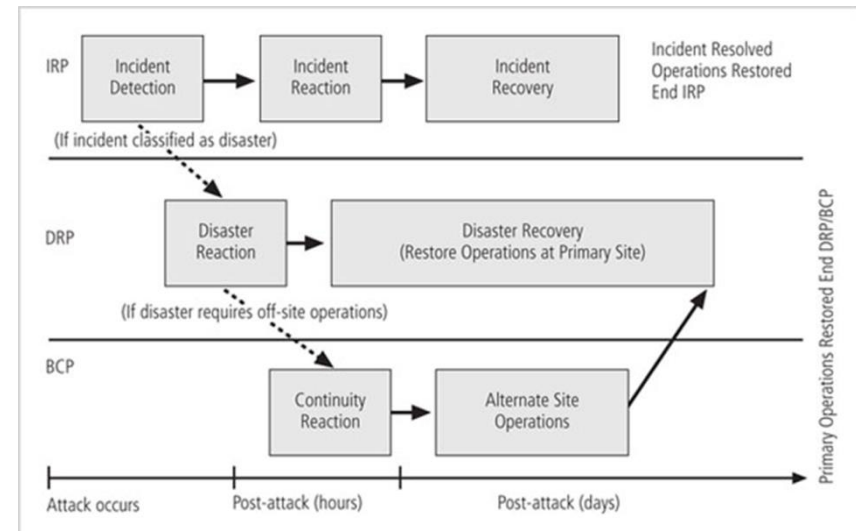 IRP
Incident
Detection
Incident
Reaction
Incident
Recovery
Incident Resolved
Operations Restored
End IRP
(If incident classified as disaster)
DRP
Disaster
Reaction
Disaster Recovery
(Restore Operations at Primary Site)
(If disaster requires off-site operations)
BCP
Continuity
Reaction
Alternate Site
Operations
Primary Operations Restored End DRP/BCP
Attack occurs
Post-attack (hours)
Post-attack (days)